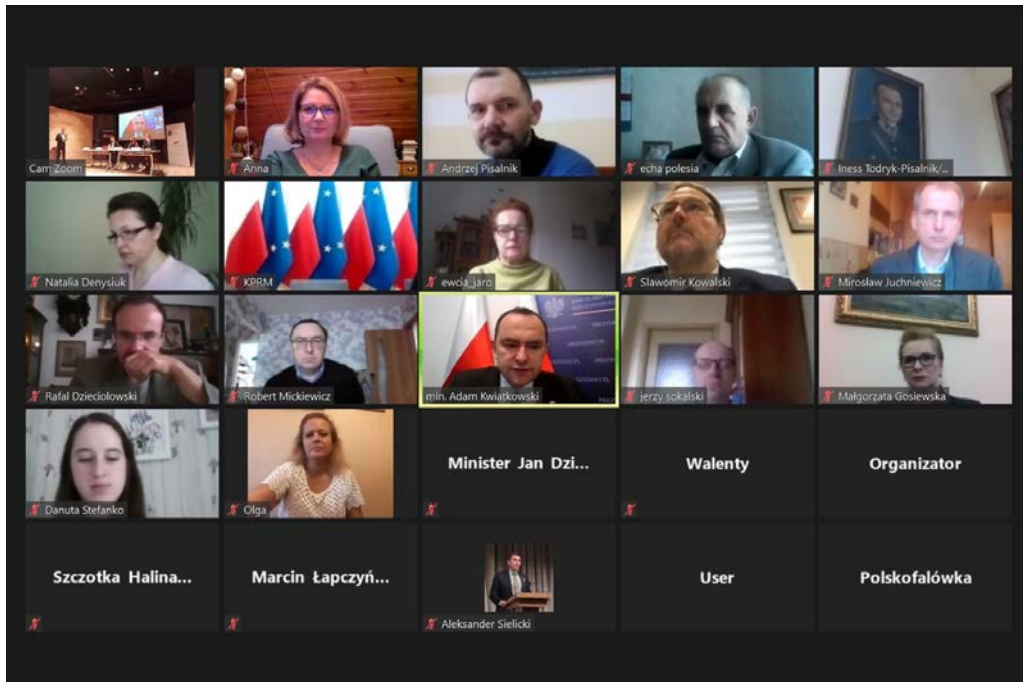 Cam Zoom
Anna
Andrzej Pisalnik
echa polesia
Iness Todryk-Pisalnik/...
Natalia Denysiuk
KPRM
ewcia_jaro
Slawomir Kowalski
Mirosław Juchniewicz
Rafal Dzieciolowski
Robert Mickiewicz
min. Adam Kwiatkowski
jerzy sokalski
Małgorzata Gosiewska
Danuta Stefanko
Olga
Minister Jan Dzi...
Walenty
Organizator
Szczotka Halina...
Marcin Łapczyń...
Aleksander Sielicki
User
Polskofalówka